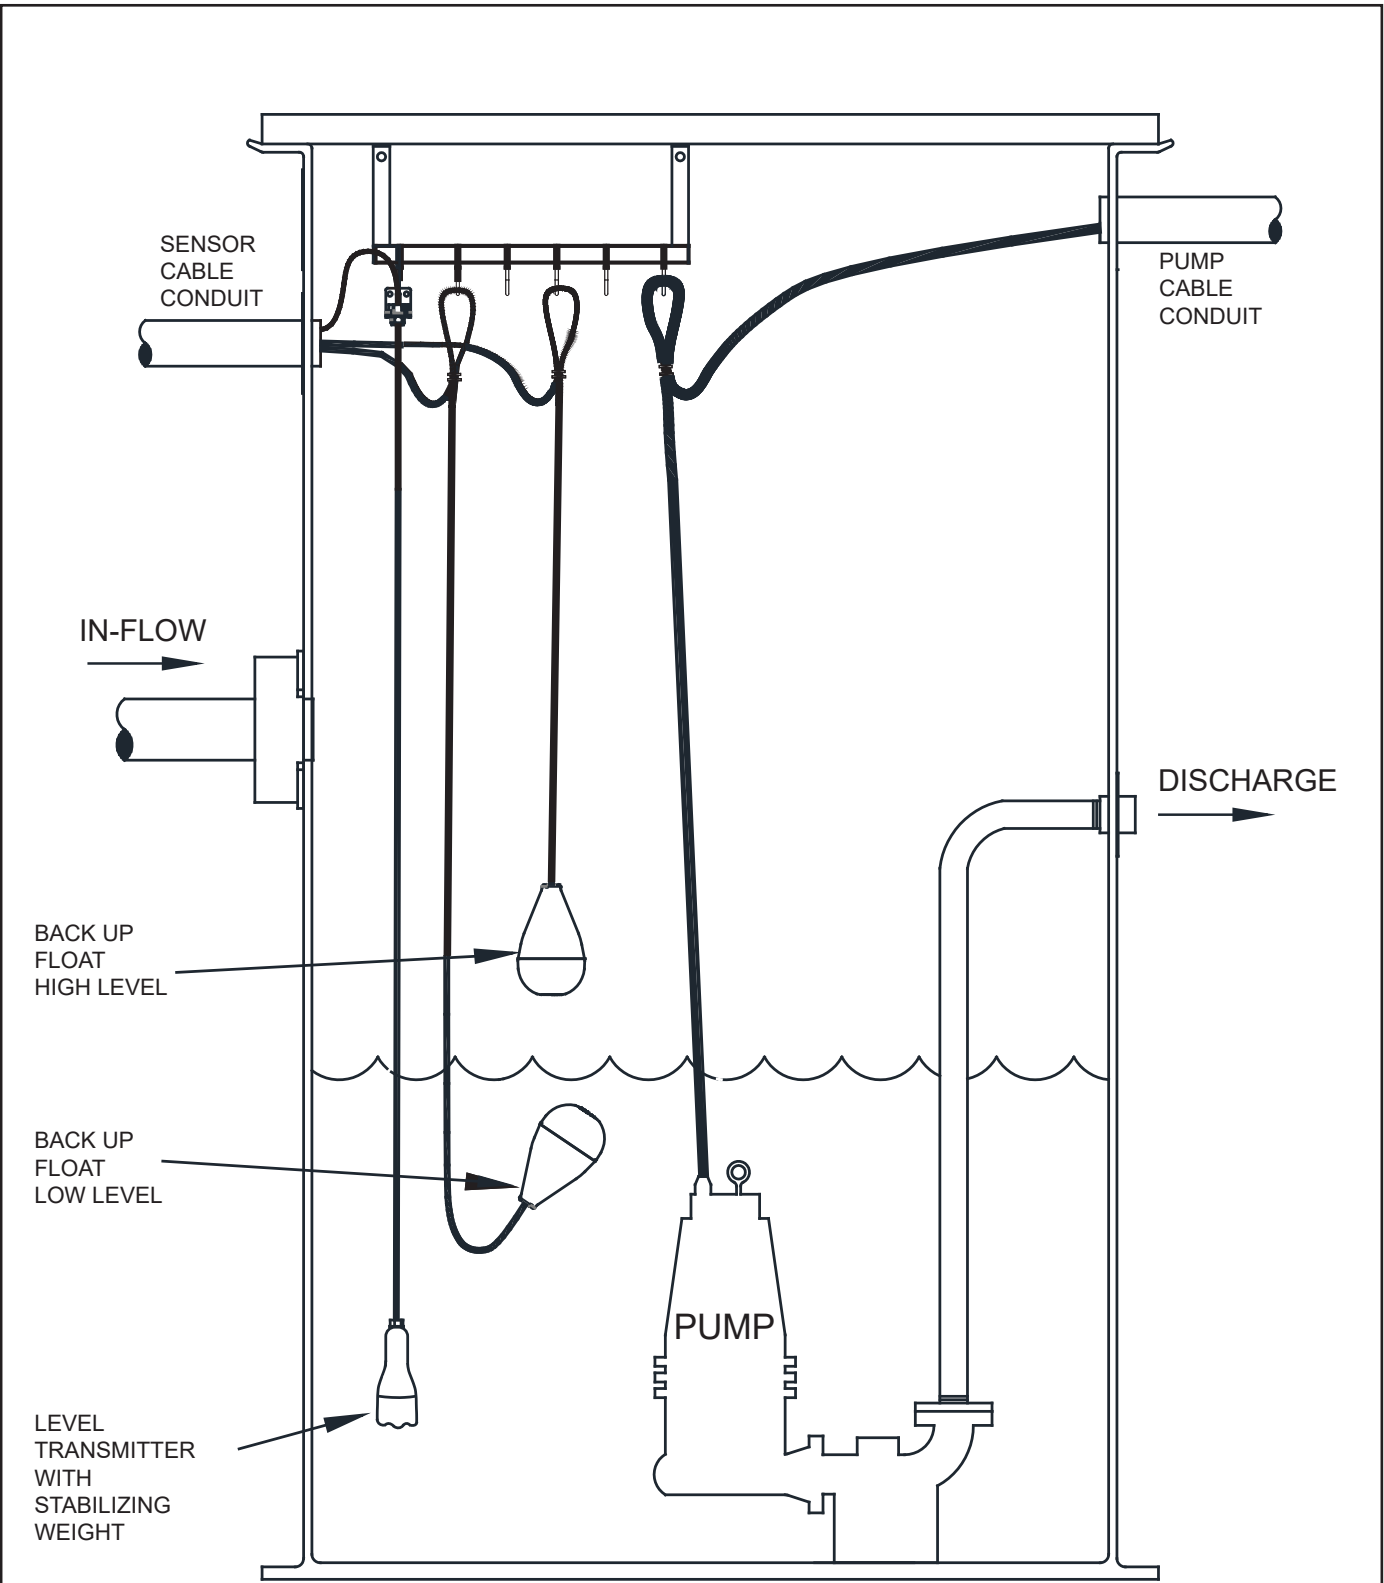 SENSOR
CABLE
CONDUIT
PUMP
CABLE
CONDUIT
IN-FLOW
DISCHARGE
BACK UP
FLOAT
HIGH LEVEL
BACK UP
FLOAT
LOW LEVEL
PUMP
LEVEL
TRANSMITTER
WITH
STABILIZING
WEIGHT